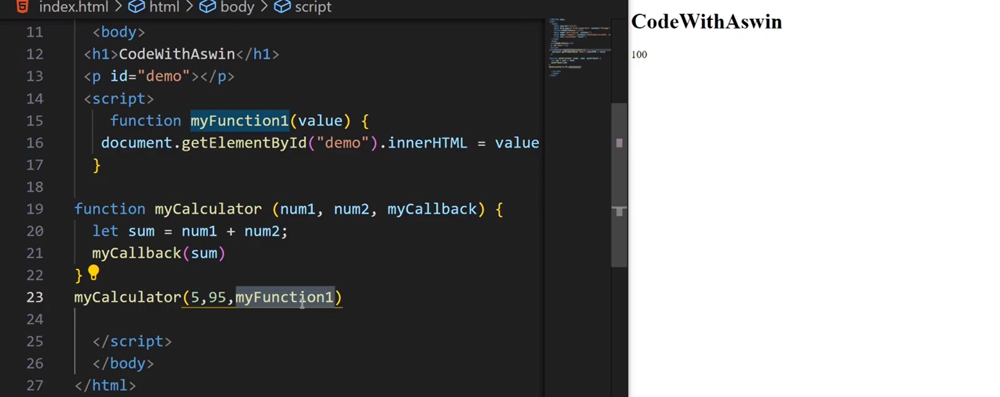 index.html > html > body > script
11 <body>
12 <h1>CodeWithAswin</h1>
13 <p id="demo"></p>
14 <script>
15 function myFunction1(value) {
16 document.getElementById("demo").innerHTML = value
17 }
18
19 function myCalculator (num1, num2, myCallback) {
20 let sum = num1 + num2;
21 myCallback(sum)
22 }
23 myCalculator(5,95,myFunction1)
24
25 </script>
26 </body>
27 </html>
CodeWithAswin
100